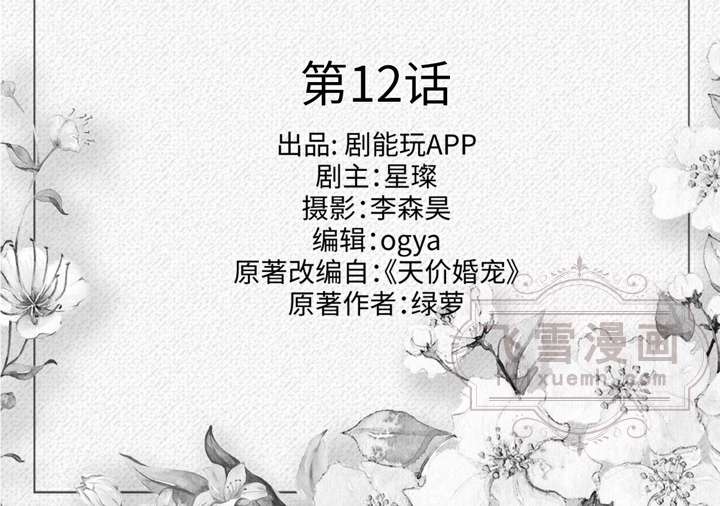 第12话
出品: 剧能玩APP
剧主：星璨
摄影：李森昊
编辑：ogya
原著改编自：《天价婚宠》
原著作者：绿萝
飞雪漫画